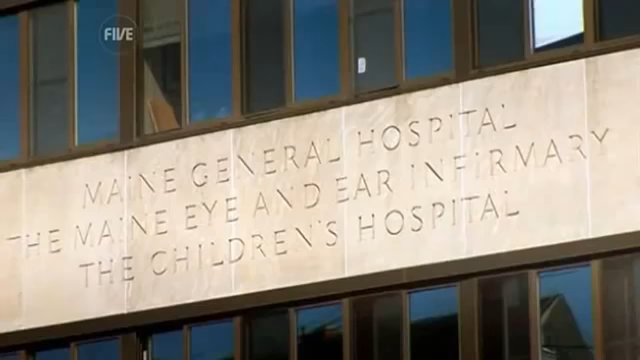 FIVE
MAINE GENERAL HOSPITAL
THE MAINE EYE AND EAR INFIRMARY
THE CHILDREN'S HOSPITAL